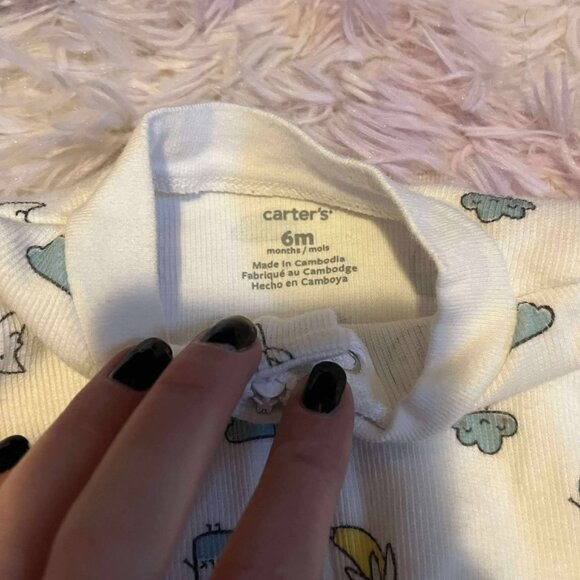 carter's
6m
months / mois
Made in Cambodia
Fabriqué au Cambodge
Hecho en Camboya